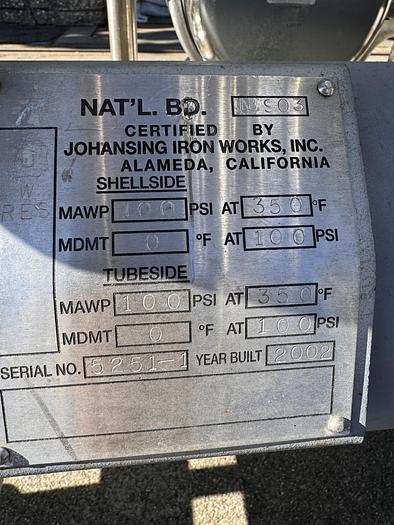 NAT'L. BD.
CERTIFIED BY
JOHANSING IRON WORKS, INC.
ALAMEDA, CALIFORNIA
SHELLSIDE
RES
MAWP 100 PSI AT 350 °F
MDMT 0 °F AT 100 PSI
TUBESIDE
MAWP 100 PSI AT 350 °F
MDMT 0 °F AT 100 PSI
SERIAL NO. 5251-1 YEAR BUILT 2002